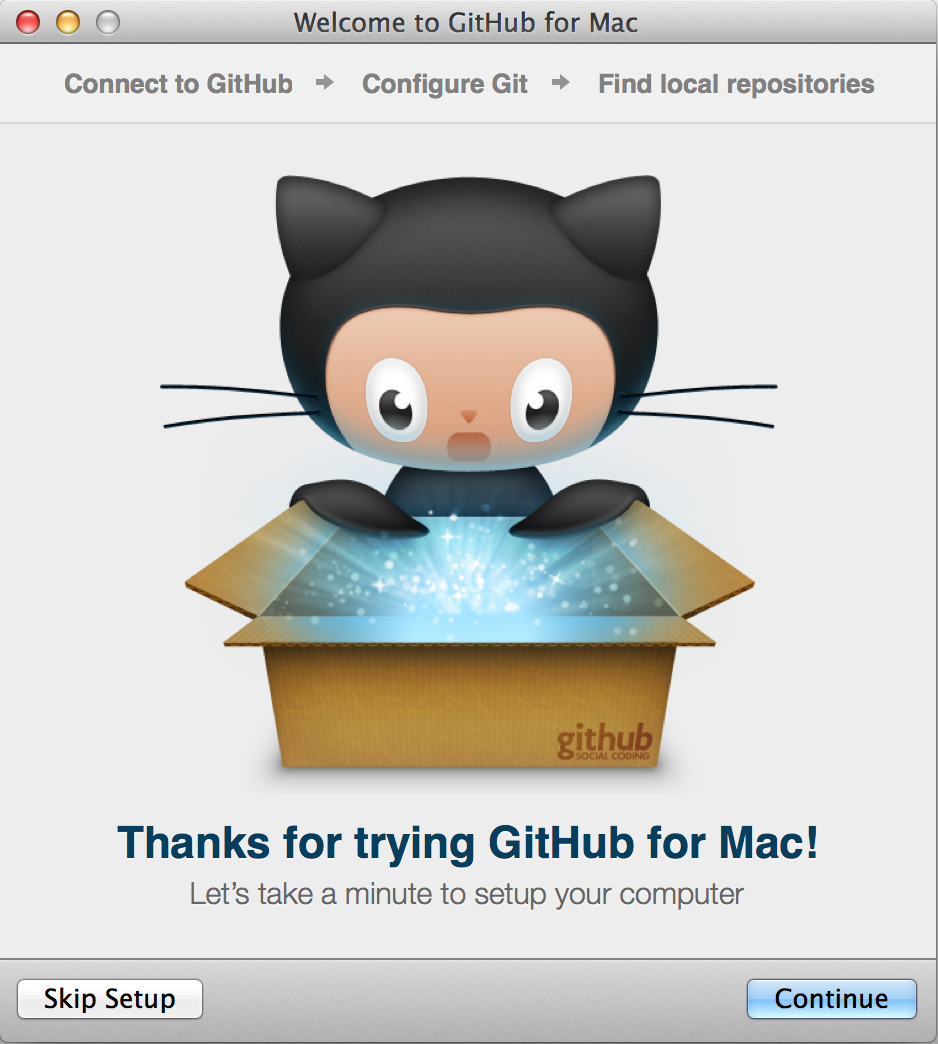 Welcome to GitHub for Mac
Connect to GitHub Configure Git Find local repositories
github
SOCIAL CODING
Thanks for trying GitHub for Mac!
Let's take a minute to setup your computer
Skip Setup Continue